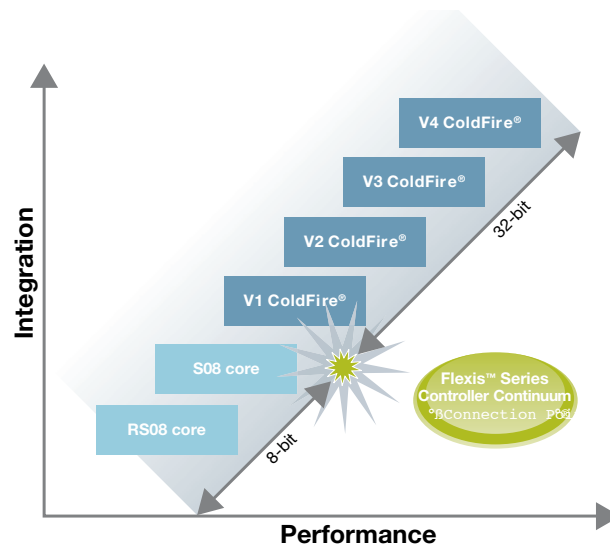 V4 ColdFire®
V3 ColdFire®
V2 ColdFire®
V1 ColdFire®
S08 core
RS08 core
32-bit
8-bit
Flexis™ Series
Controller Continuum
°ßConnection
Integration
Performance